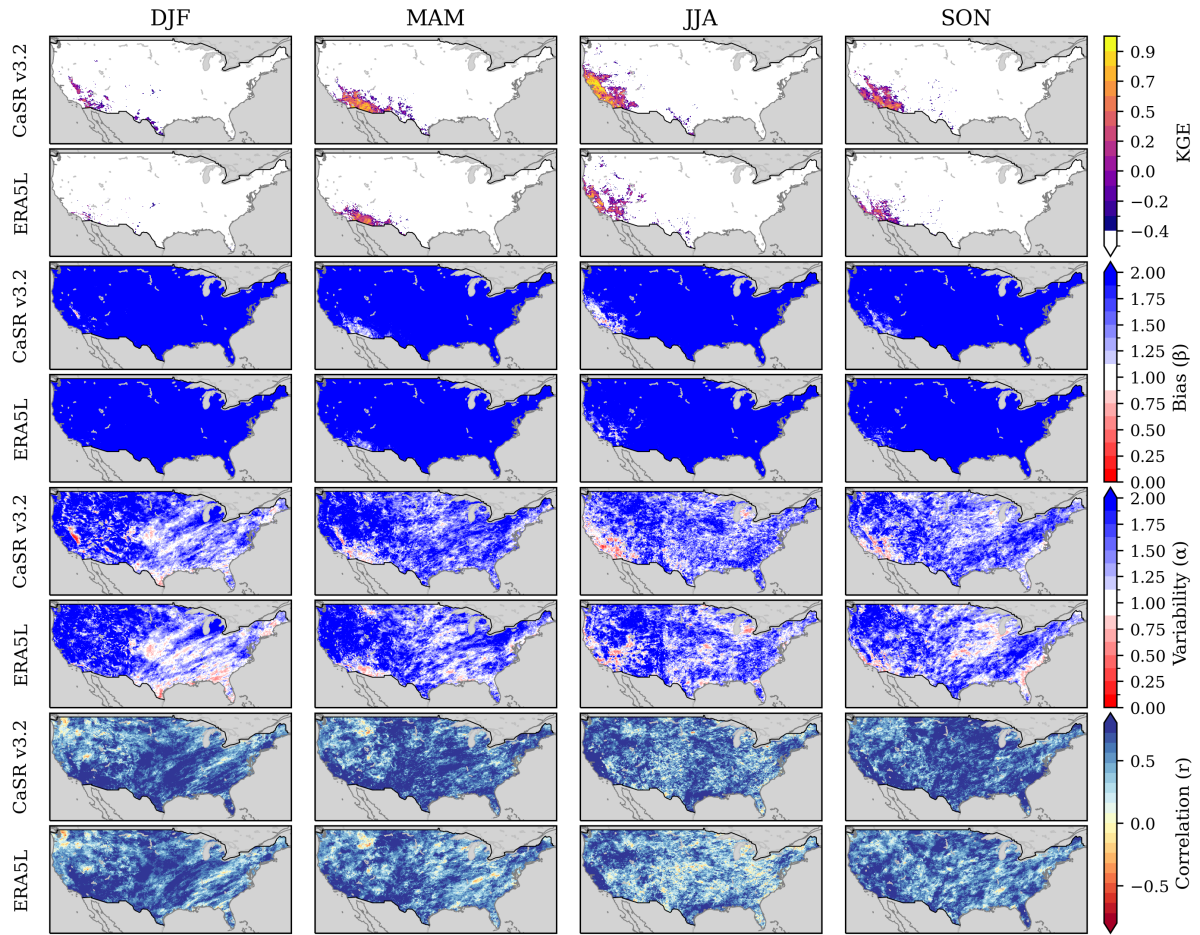 DJF MAM JJA SON
CaSR v3.2
ERA5L
CaSR v3.2
ERA5L
CaSR v3.2
ERA5L
CaSR v3.2
ERA5L
0.9
0.7
0.5
0.2
0.0
−0.2
−0.4
KGE
2.00
1.75
1.50
1.25
1.00
0.75
0.50
0.25
0.00
Bias (β)
2.00
1.75
1.50
1.25
1.00
0.75
0.50
0.25
0.00
Variability (α)
0.5
0.0
−0.5
Correlation (r)